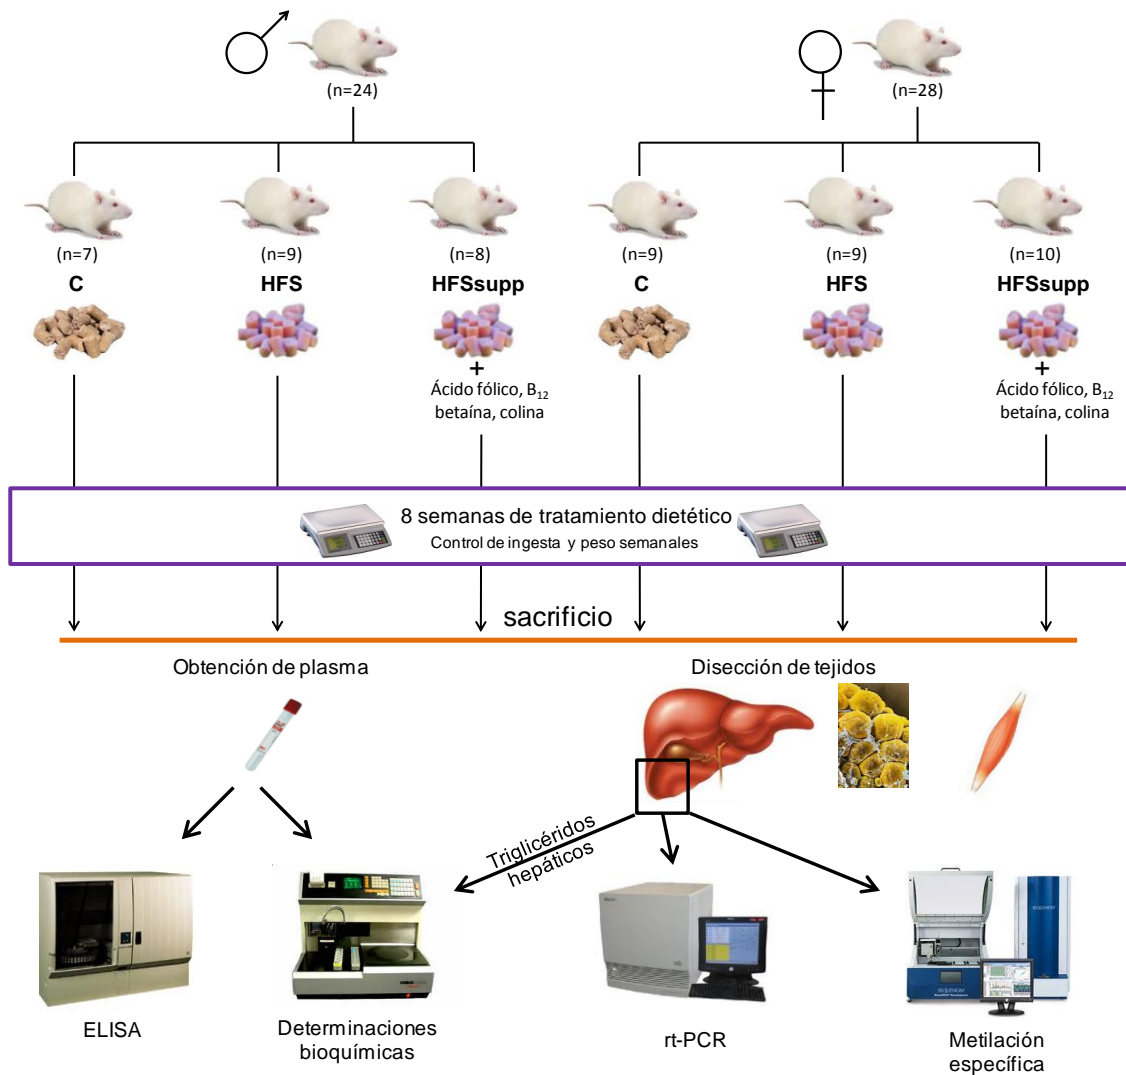 (n=24)
(n=28)
(n=7)
(n=9)
(n=8)
(n=9)
(n=9)
(n=10)
C
HFS
HFSsupp
C
HFS
HFSsupp
+
Ácido fólico, B12
betaína, colina
+
Ácido fólico, B12
betaína, colina
8 semanas de tratamiento dietético
Control de ingesta y peso semanales
sacrificio
Obtención de plasma
Disección de tejidos
Triglicéridos
hepáticos
SEQUENOM
SEQUENOM
ELISA
Determinaciones
bioquímicas
rt-PCR
Metilación
específica